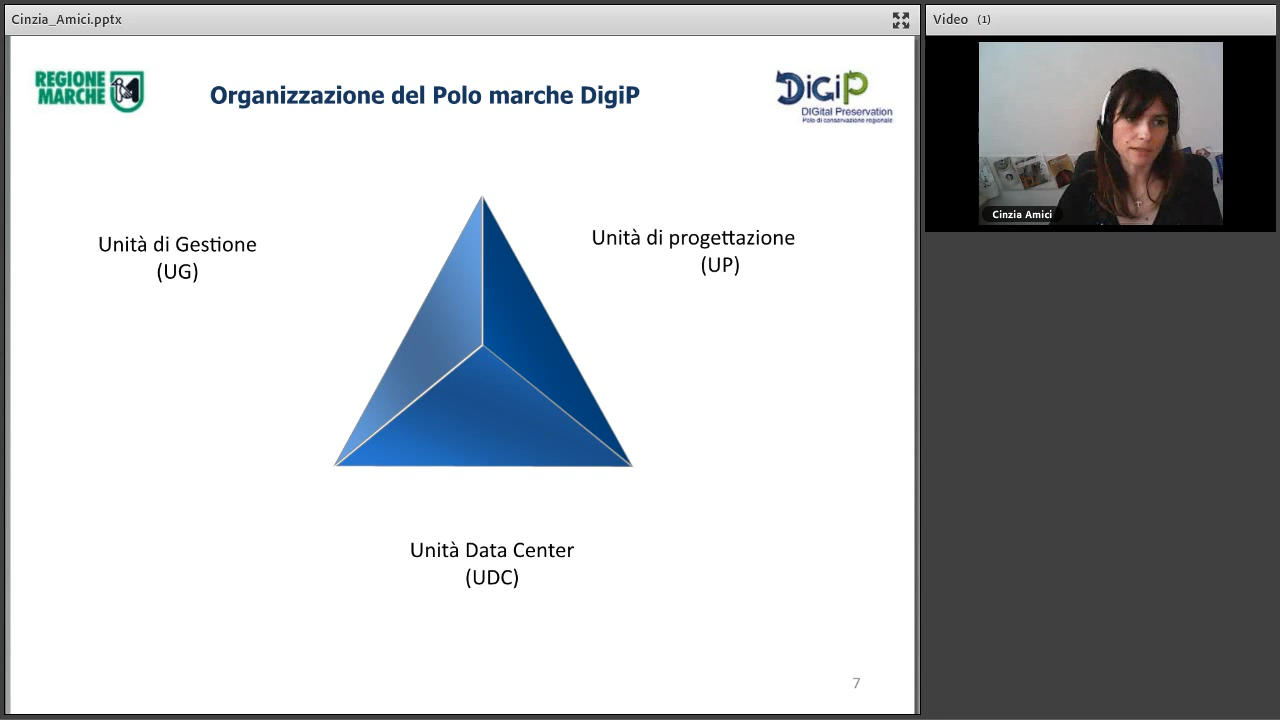 Cinzia_Amici.pptx
Video (1)
REGIONE
MARCHE
Organizzazione del Polo marche DigiP
DigiP
DIGital Preservation
Polo di conservazione regionale
Cinzia Amici
Unità di Gestione
(UG)
Unità di progettazione
(UP)
Unità Data Center
(UDC)
7